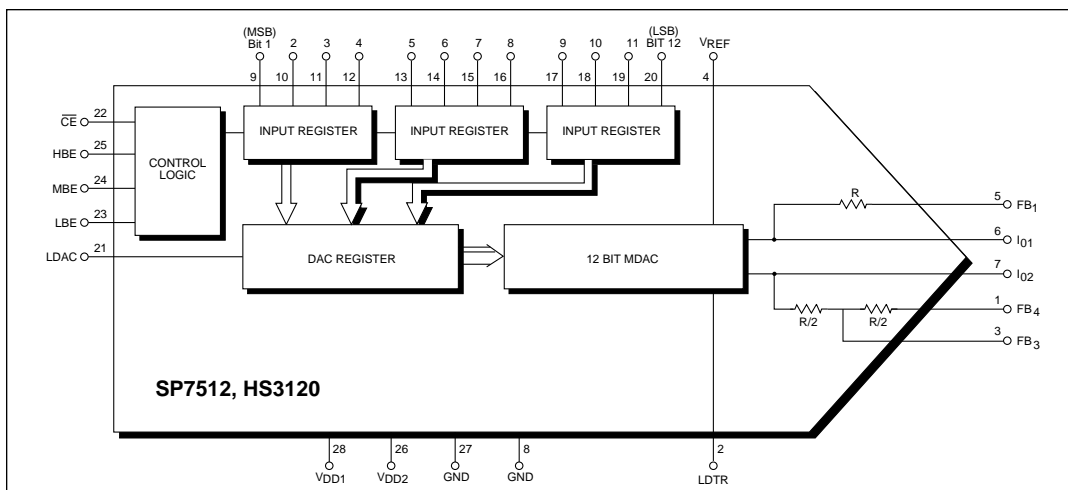 (MSB) (LSB)
Bit 1 2 3 4 5 6 7 8 9 10 11 BIT 12 VREF
9 10 11 12 13 14 15 16 17 18 19 20 4
CE 22
HBE 25
MBE 24
LBE 23
LDAC 21
CONTROL
LOGIC
INPUT REGISTER INPUT REGISTER INPUT REGISTER
DAC REGISTER 12 BIT MDAC
R
5 FB1
6 I01
7 I02
1 FB4
3 FB3
R/2 R/2
SP7512, HS3120
28 26 27 8 2
VDD1 VDD2 GND GND LDTR